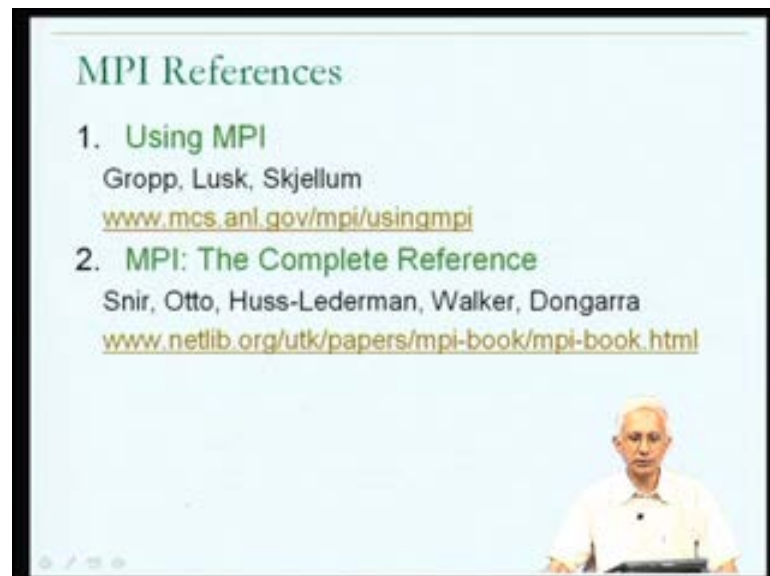 MPI References
1. Using MPI
Gropp, Lusk, Skjellum
www.mcs.anl.gov/mpi/usingmpi
2. MPI: The Complete Reference
Snir, Otto, Huss-Lederman, Walker, Dongarra
www.netlib.org/utk/papers/mpi-book/mpi-book.html